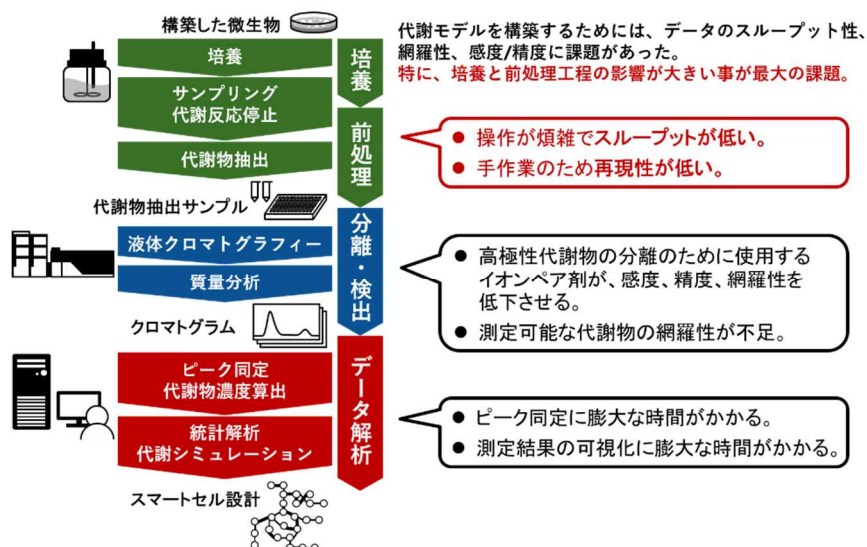 構築した微生物
培養
サンプリング
代謝反応停止
代謝物抽出
代謝物抽出サンプル
液体クロマトグラフィー
質量分析
クロマトグラム
ピーク同定
代謝物濃度算出
統計解析
代謝シミュレーション
スマートセル設計
培養
前処理
分離・検出
データ解析
代謝モデルを構築するためには、データのスループット性、
網羅性、感度/精度に課題があった。
特に、培養と前処理工程の影響が大きい事が最大の課題。
● 操作が煩雑でスループットが低い。
● 手作業のため再現性が低い。
● 高極性代謝物の分離のために使用する
イオンペア剤が、感度、精度、網羅性を
低下させる。
● 測定可能な代謝物の網羅性が不足。
● ピーク同定に膨大な時間がかかる。
● 測定結果の可視化に膨大な時間がかかる。